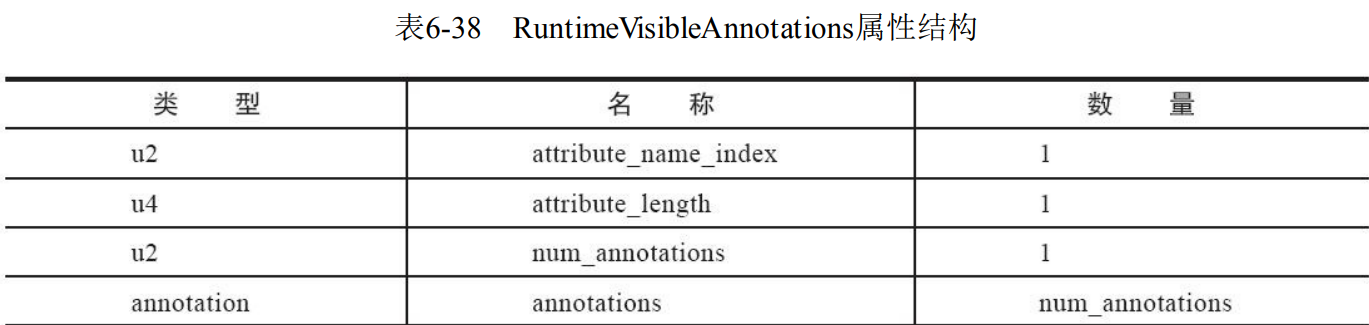 表6-38 RuntimeVisibleAnnotations属性结构
类 型 名 称 数 量
u2 attribute_name_index 1
u4 attribute_length 1
u2 num_annotations 1
annotation annotations num_annotations